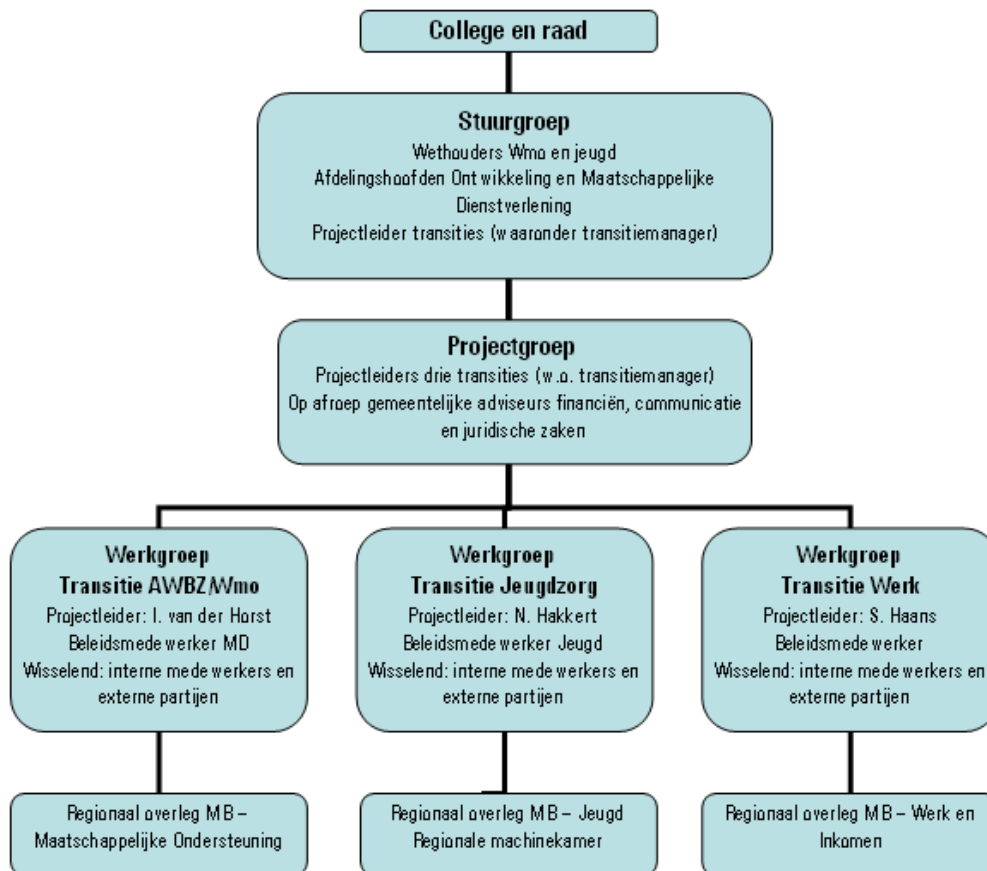 College en raad
Stuurgroep
Wethouders Wmo en jeugd
Afdelingshoofden Ontwikkeling en Maatschappelijke
Dienstverlening
Projectleider transities (waaronder transitiemanager)
Projectgroep
Projectleiders drie transities (w.o. transitiemanager)
Op afroep gemeentelijke adviseurs financiën, communicatie
en juridische zaken
Werkgroep
Transitie AWBZ/Wmo
Projectleider: I. van der Horst
Beleidsmedewerker MD
Wisselend: interne medewerkers en
externe partijen
Werkgroep
Transitie Jeugdzorg
Projectleider: N. Hakkert
Beleidsmedewerker Jeugd
Wisselend: interne medewerkers en
externe partijen
Werkgroep
Transitie Werk
Projectleider: S. Haans
Beleidsmedewerker
Wisselend: interne medewerkers en
externe partijen
Regionaal overleg MB –
Maatschappelijke Ondersteuning
Regionaal overleg MB – Jeugd
Regionale machinekamer
Regionaal overleg MB – Werk en
Inkomen